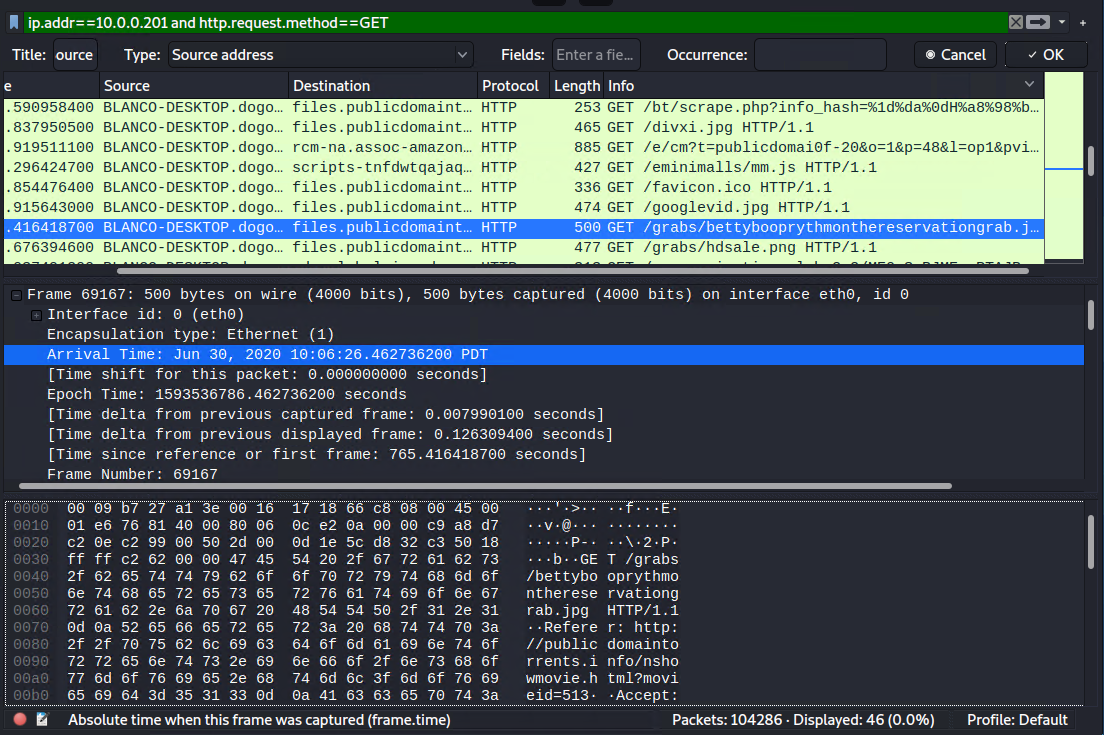 ip.addr==10.0.0.201 and http.request.method==GET
Title: ource Type: Source address Fields: Enter a fie… Occurrence: Cancel OK
e Source Destination Protocol Length Info
.590958400 BLANCO-DESKTOP.dogo… files.publicdomaint… HTTP 253 GET /bt/scrape.php?info_hash=%1d%da%0dH%a8%98%b…
.837950500 BLANCO-DESKTOP.dogo… files.publicdomaint… HTTP 465 GET /divxi.jpg HTTP/1.1
.919511100 BLANCO-DESKTOP.dogo… rcm-na.assoc-amazon… HTTP 885 GET /e/cm?t=publicdomai0f-20&o=1&p=48&l=op1&pvi…
.296424700 BLANCO-DESKTOP.dogo… scripts-tnfdwtqajaq… HTTP 427 GET /eminimalls/mm.js HTTP/1.1
.854476400 BLANCO-DESKTOP.dogo… files.publicdomaint… HTTP 336 GET /favicon.ico HTTP/1.1
.915643000 BLANCO-DESKTOP.dogo… files.publicdomaint… HTTP 474 GET /googlevid.jpg HTTP/1.1
.416418700 BLANCO-DESKTOP.dogo… files.publicdomaint… HTTP 500 GET /grabs/bettybooprythmonthereservationgrab.j…
.676394600 BLANCO-DESKTOP.dogo… files.publicdomaint… HTTP 477 GET /grabs/hdsale.png HTTP/1.1
Frame 69167: 500 bytes on wire (4000 bits), 500 bytes captured (4000 bits) on interface eth0, id 0
Interface id: 0 (eth0)
Encapsulation type: Ethernet (1)
Arrival Time: Jun 30, 2020 10:06:26.462736200 PDT
[Time shift for this packet: 0.000000000 seconds]
Epoch Time: 1593536786.462736200 seconds
[Time delta from previous captured frame: 0.007990100 seconds]
[Time delta from previous displayed frame: 0.126309400 seconds]
[Time since reference or first frame: 765.416418700 seconds]
Frame Number: 69167
0000 00 09 b7 27 a1 3e 00 16 17 18 66 c8 08 00 45 00 ···'·>·· ··f···E·
0010 01 e6 76 81 40 00 80 06 0c e2 0a 00 00 c9 a8 d7 ··v·@··· ········
0020 c2 0e c2 99 00 50 2d 00 0d 1e 5c d8 32 c3 50 18 ·····P-· ··\·2·P·
0030 ff ff c2 62 00 00 47 45 54 20 2f 67 72 61 62 73 ···b··GE T /grabs
0040 2f 62 65 74 74 79 62 6f 6f 70 72 79 74 68 6d 6f /bettybo oprythmo
0050 6e 74 68 65 72 65 73 65 72 76 61 74 69 6f 6e 67 ntherese rvationg
0060 72 61 62 2e 6a 70 67 20 48 54 54 50 2f 31 2e 31 rab.jpg HTTP/1.1
0070 0d 0a 52 65 66 65 72 65 72 3a 20 68 74 74 70 3a ··Refere r: http:
0080 2f 2f 70 75 62 6c 69 63 64 6f 6d 61 69 6e 74 6f //public domainto
0090 72 72 65 6e 74 73 2e 69 6e 66 6f 2f 6e 73 68 6f rrents.i nfo/nsho
00a0 77 6d 6f 76 69 65 2e 68 74 6d 6c 3f 6d 6f 76 69 wmovie.h tml?movi
00b0 65 69 64 3d 35 31 33 0d 0a 41 63 63 65 70 74 3a eid=513· ·Accept:
Absolute time when this frame was captured (frame.time) Packets: 104286 · Displayed: 46 (0.0%) Profile: Default